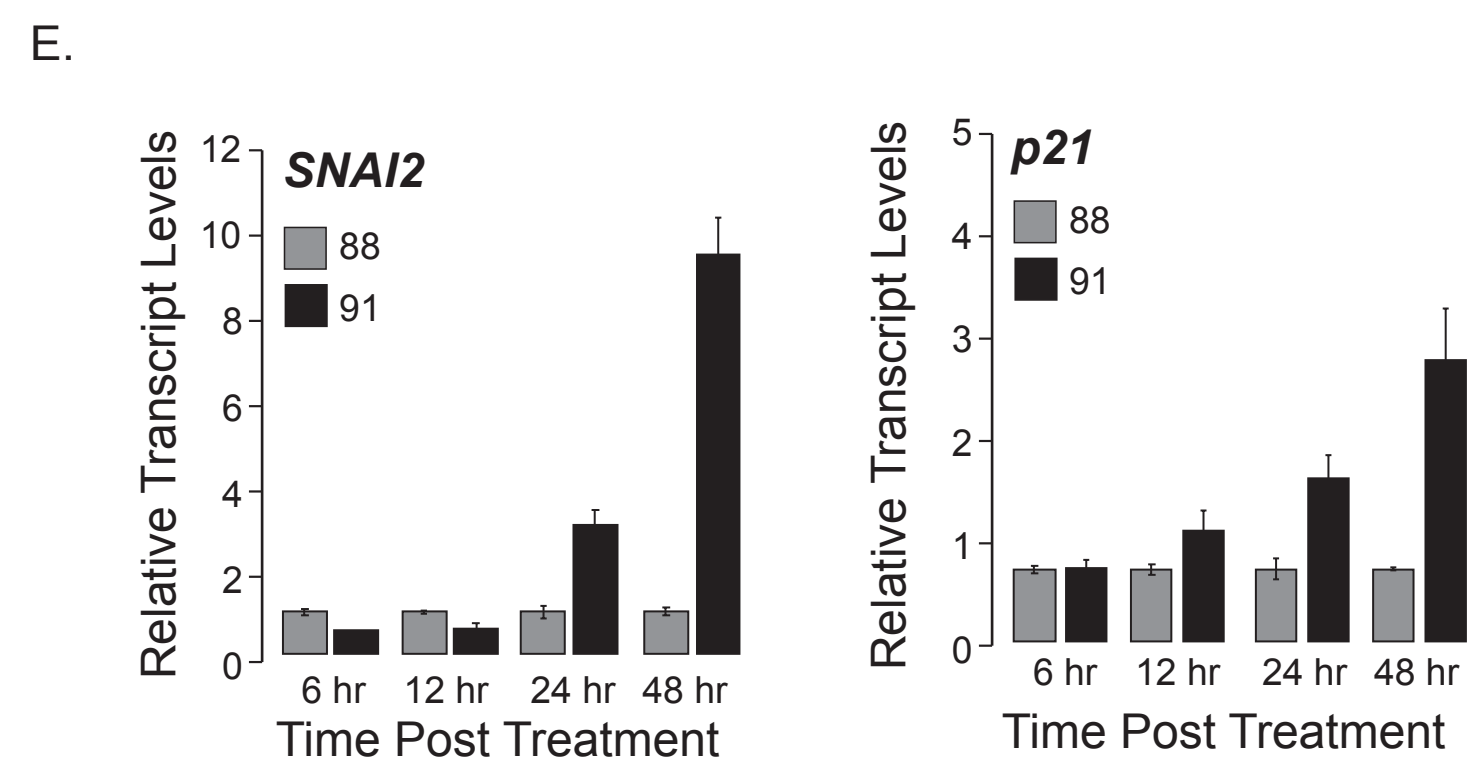 E.
Relative Transcript Levels
12
10
8
6
4
2
0
SNAI2
88
91
6 hr 12 hr 24 hr 48 hr
Time Post Treatment
Relative Transcript Levels
5
4
3
2
1
0
p21
88
91
6 hr 12 hr 24 hr 48 hr
Time Post Treatment